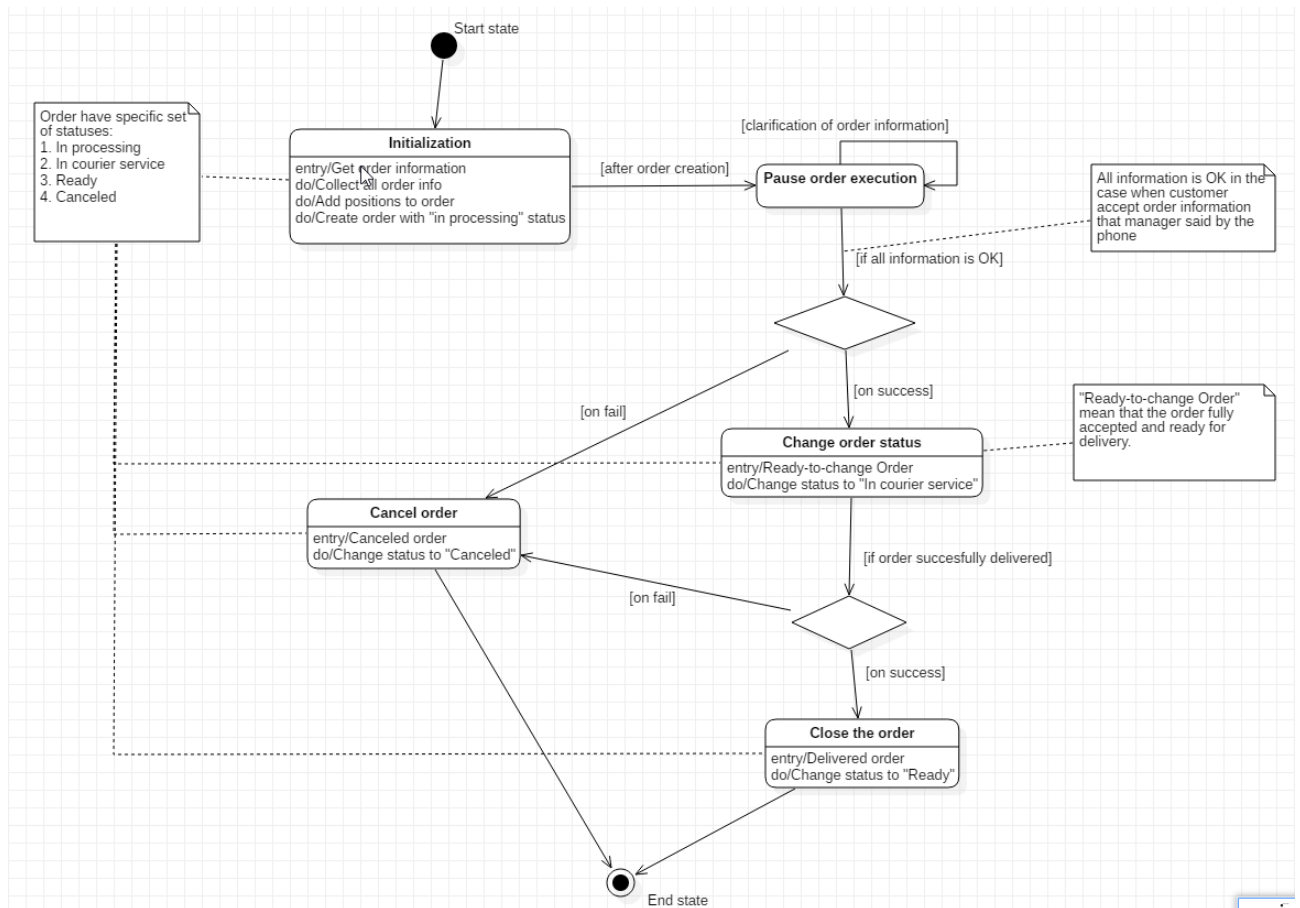 Start state
Order have specific set
of statuses:
1. In processing
2. In courier service
3. Ready
4. Canceled
Initialization
entry/Get order information
do/Collect all order info
do/Add positions to order
do/Create order with "in processing" status
[after order creation]
[clarification of order information]
Pause order execution
All information is OK in the
case when customer
accept order information
that manager said by the
phone
[if all information is OK]
[on fail]
[on success]
"Ready-to-change Order"
mean that the order fully
accepted and ready for
delivery.
Change order status
entry/Ready-to-change Order
do/Change status to "In courier service"
Cancel order
entry/Canceled order
do/Change status to "Canceled"
[if order succesfully delivered]
[on fail]
[on success]
Close the order
entry/Delivered order
do/Change status to "Ready"
End state